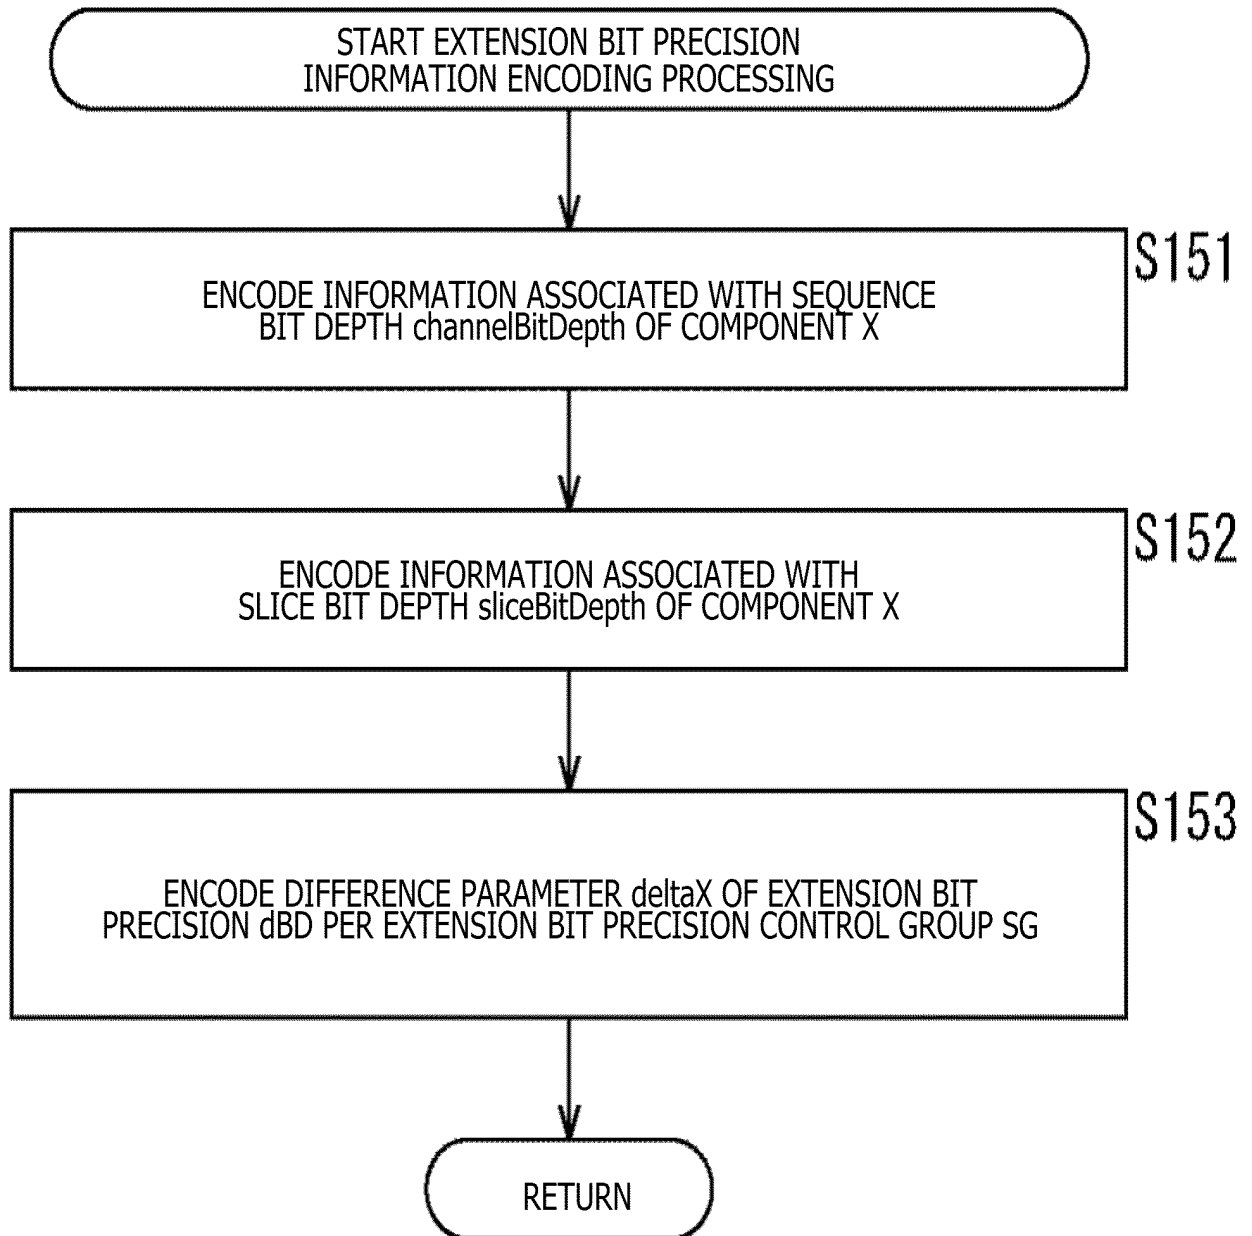 START EXTENSION BIT PRECISION
INFORMATION ENCODING PROCESSING
S151
ENCODE INFORMATION ASSOCIATED WITH SEQUENCE
BIT DEPTH channelBitDepth OF COMPONENT X
S152
ENCODE INFORMATION ASSOCIATED WITH
SLICE BIT DEPTH sliceBitDepth OF COMPONENT X
S153
ENCODE DIFFERENCE PARAMETER deltaX OF EXTENSION BIT
PRECISION dBD PER EXTENSION BIT PRECISION CONTROL GROUP SG
RETURN